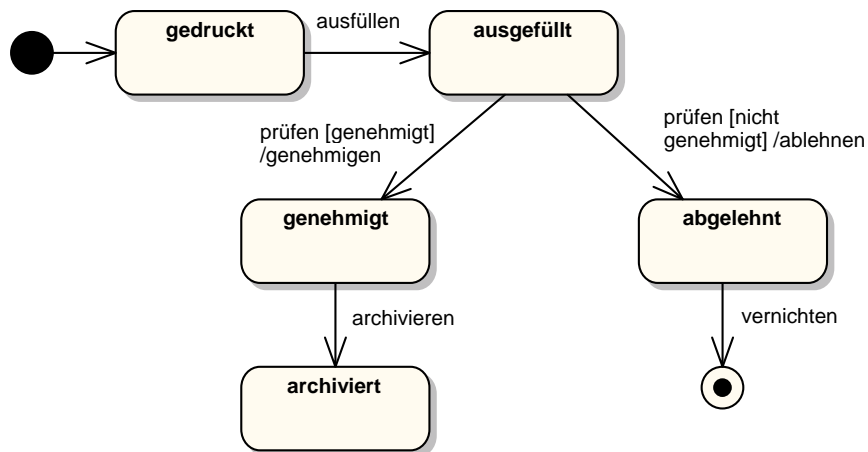 gedruckt
ausfüllen
ausgefüllt
prüfen [genehmigt]
/genehmigen
prüfen [nicht
genehmigt] /ablehnen
genehmigt
abgelehnt
archivieren
vernichten
archiviert